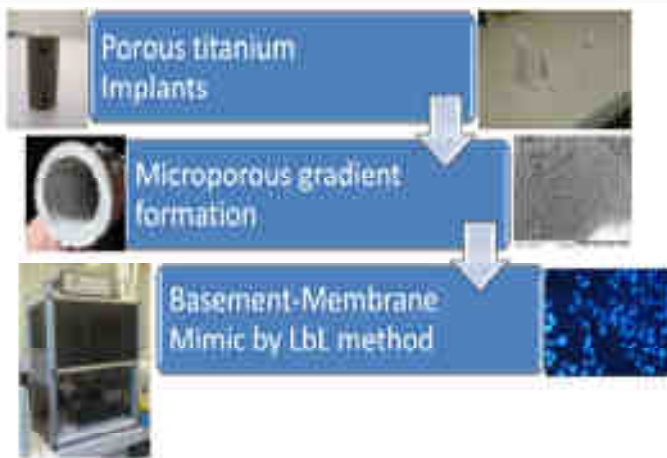 Porous titanium
Implants
Microporous gradient
formation
Basement-Membrane
Mimic by LbL method